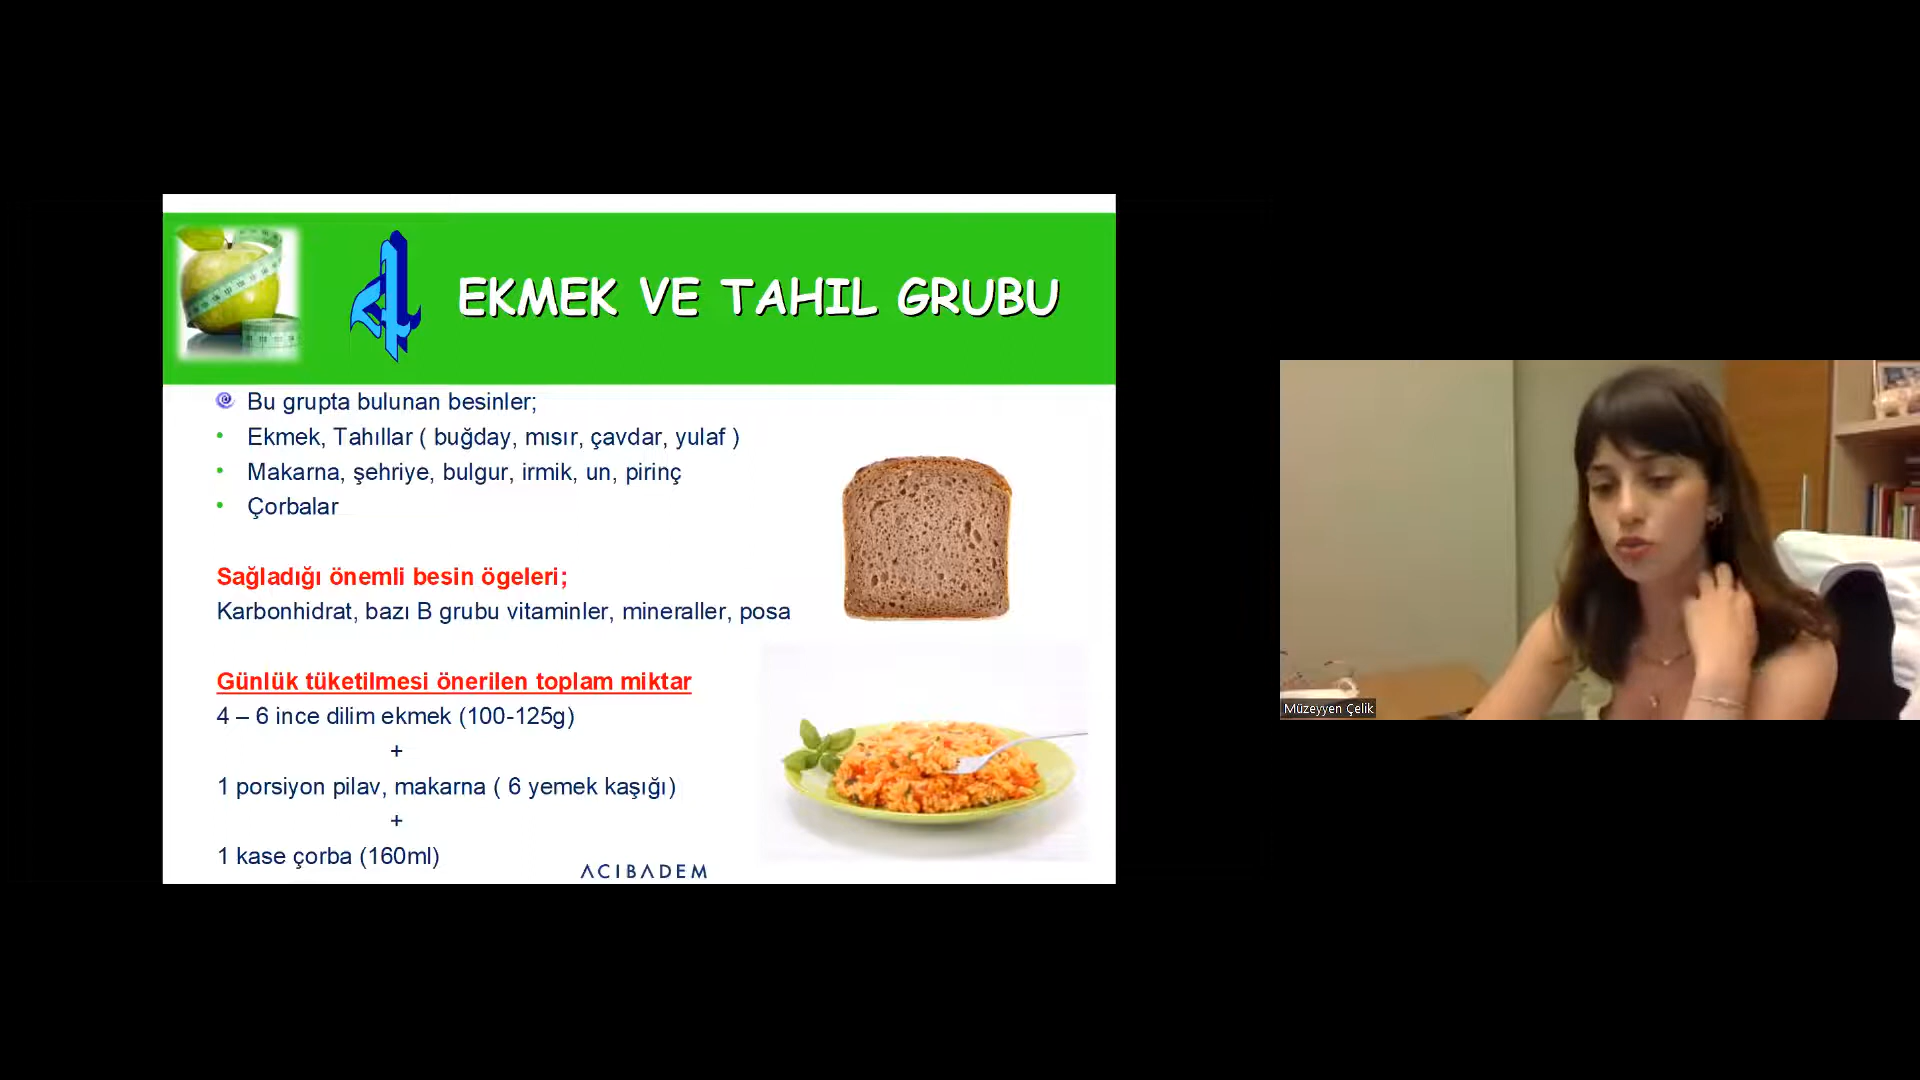 4 EKMEK VE TAHIL GRUBU
Bu grupta bulunan besinler;
Ekmek, Tahıllar ( buğday, mısır, çavdar, yulaf )
Makarna, şehriye, bulgur, irmik, un, pirinç
Çorbalar
Sağladığı önemli besin ögeleri;
Karbonhidrat, bazı B grubu vitaminler, mineraller, posa
Günlük tüketilmesi önerilen toplam miktar
4 – 6 ince dilim ekmek (100-125g)
+
1 porsiyon pilav, makarna ( 6 yemek kaşığı)
+
1 kase çorba (160ml)
ACIBADEM
Müzeyyen Çelik